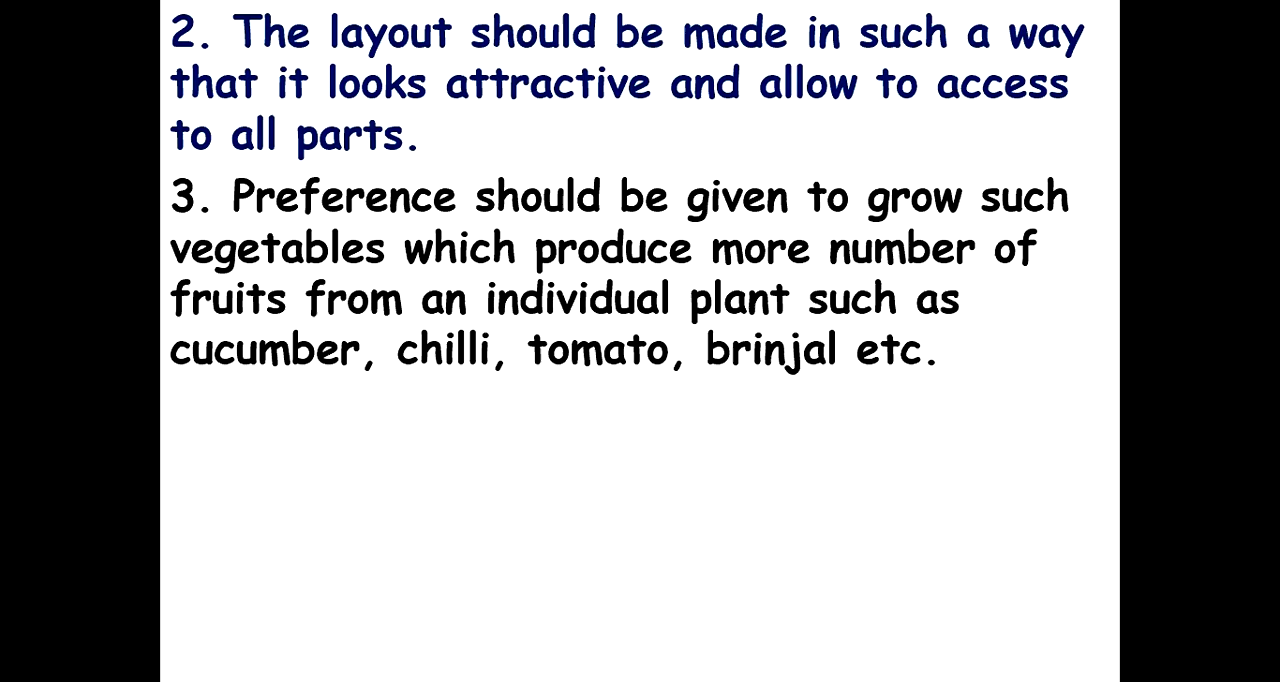 2. The layout should be made in such a way
that it looks attractive and allow to access
to all parts.
3. Preference should be given to grow such
vegetables which produce more number of
fruits from an individual plant such as
cucumber, chilli, tomato, brinjal etc.